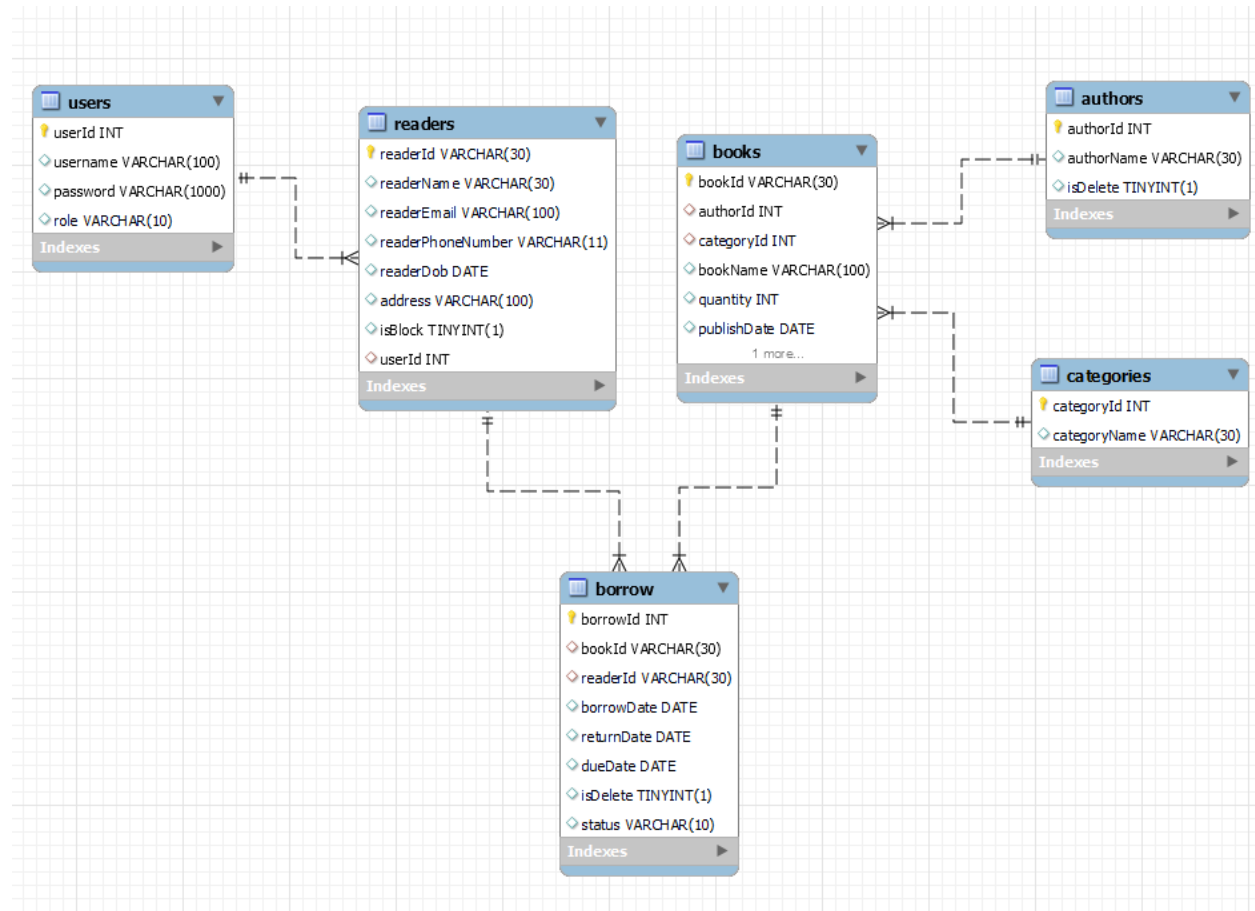 users
userId INT
username VARCHAR(100)
password VARCHAR(1000)
role VARCHAR(10)
Indexes
readers
readerId VARCHAR(30)
readerName VARCHAR(30)
readerEmail VARCHAR(100)
readerPhoneNumber VARCHAR(11)
readerDob DATE
address VARCHAR(100)
isBlock TINYINT(1)
userId INT
Indexes
books
bookId VARCHAR(30)
authorId INT
categoryId INT
bookName VARCHAR(100)
quantity INT
publishDate DATE
1 more...
Indexes
authors
authorId INT
authorName VARCHAR(30)
isDelete TINYINT(1)
Indexes
categories
categoryId INT
categoryName VARCHAR(30)
Indexes
borrow
borrowId INT
bookId VARCHAR(30)
readerId VARCHAR(30)
borrowDate DATE
returnDate DATE
dueDate DATE
isDelete TINYINT(1)
status VARCHAR(10)
Indexes